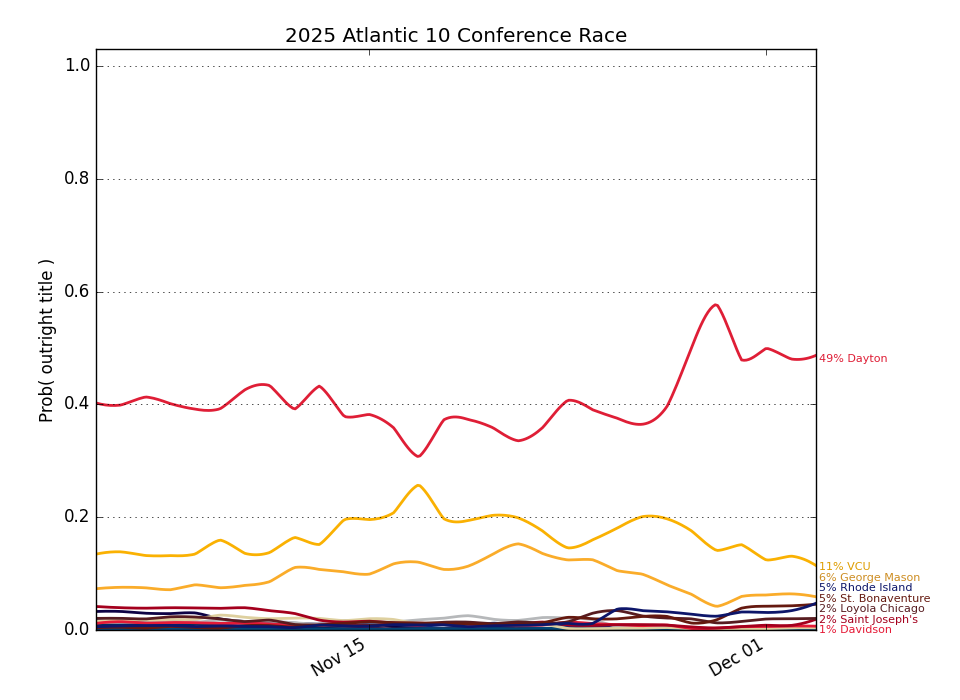 2025 Atlantic 10 Conference Race
Prob( outright title )
1.0
0.8
0.6
0.4
0.2
0.0
Nov 15
Dec 01
49% Dayton
11% VCU
6% George Mason
5% Rhode Island
5% St. Bonaventure
2% Loyola Chicago
2% Saint Joseph's
1% Davidson